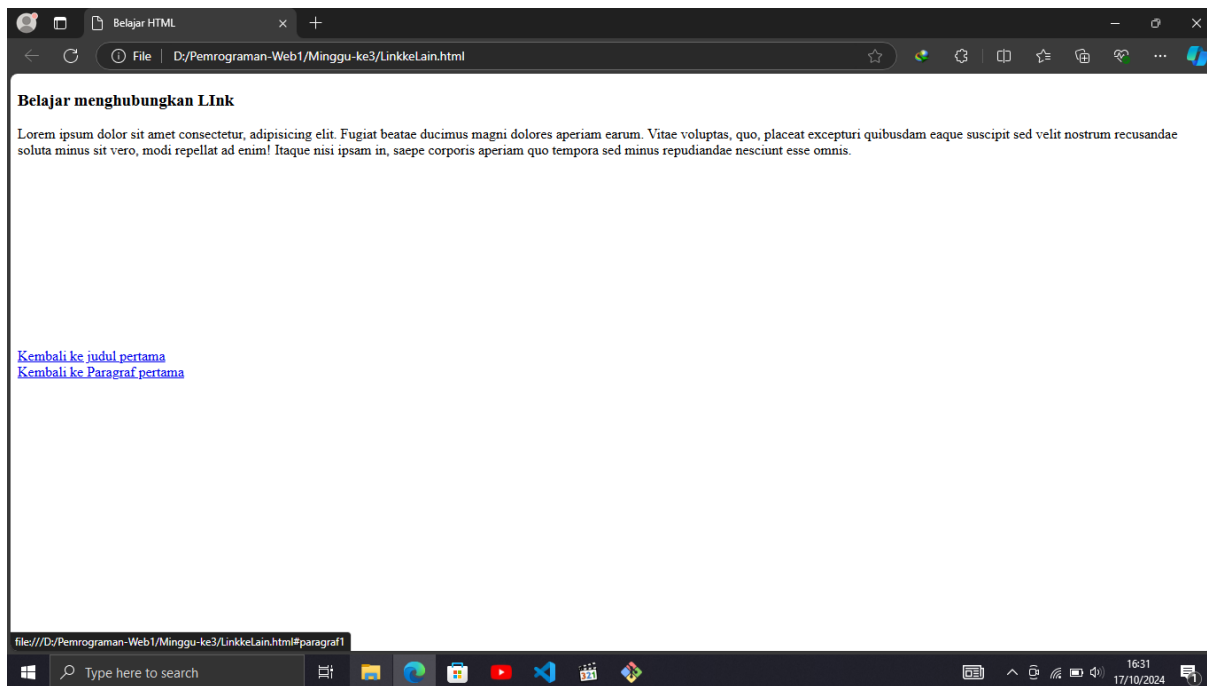 Belajar HTML
File
D:/Pemrograman-Web1/Minggu-ke3/LinkkeLain.html
Belajar menghubungkan LInk
Lorem ipsum dolor sit amet consectetur, adipisicing elit. Fugiat beatae ducimus magni dolores aperiam earum. Vitae voluptas, quo, placeat excepturi quibusdam eaque suscipit sed velit nostrum recusandae
soluta minus sit vero, modi repellat ad enim! Itaque nisi ipsam in, saepe corporis aperiam quo tempora sed minus repudiandae nesciunt esse omnis.
Kembali ke judul pertama
Kembali ke Paragraf pertama
file:///D:/Pemrograman-Web1/Minggu-ke3/LinkkeLain.html#paragraf1
Type here to search
321
16:31
17/10/2024
1